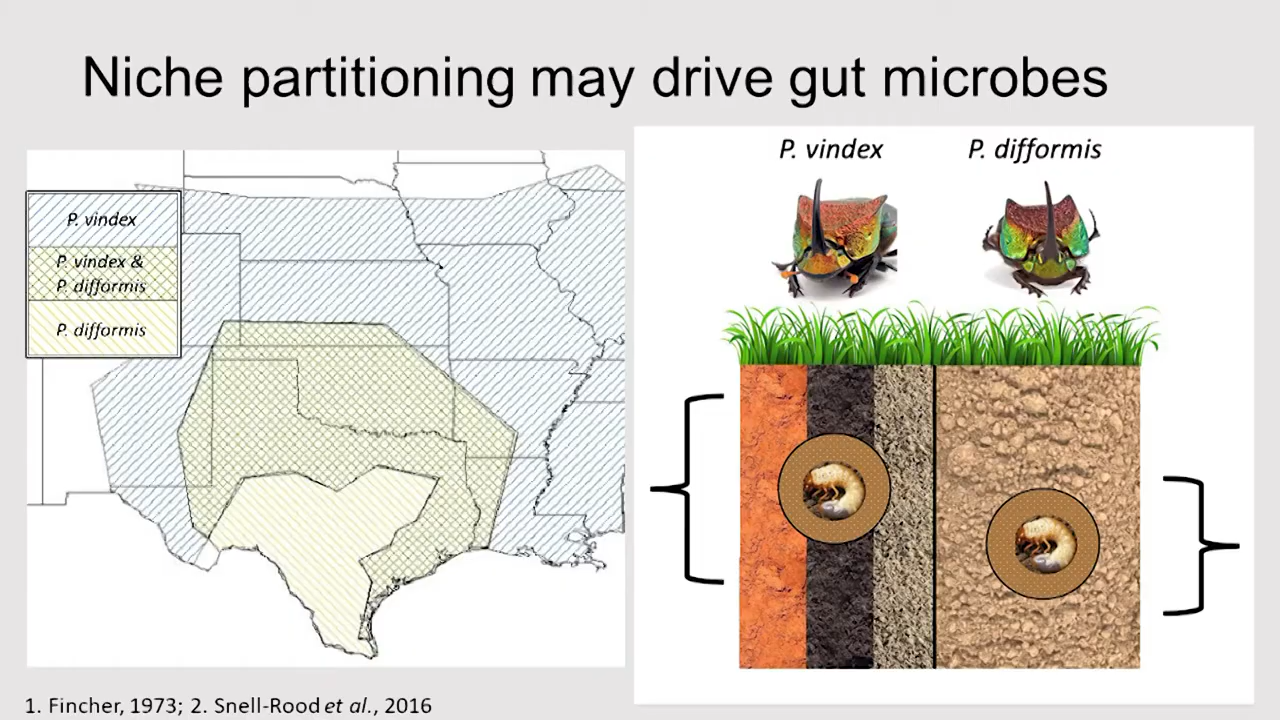 Niche partitioning may drive gut microbes
P. vindex
P. vindex &
P. difformis
P. difformis
P. vindex
P. difformis
1. Fincher, 1973; 2. Snell-Rood et al., 2016